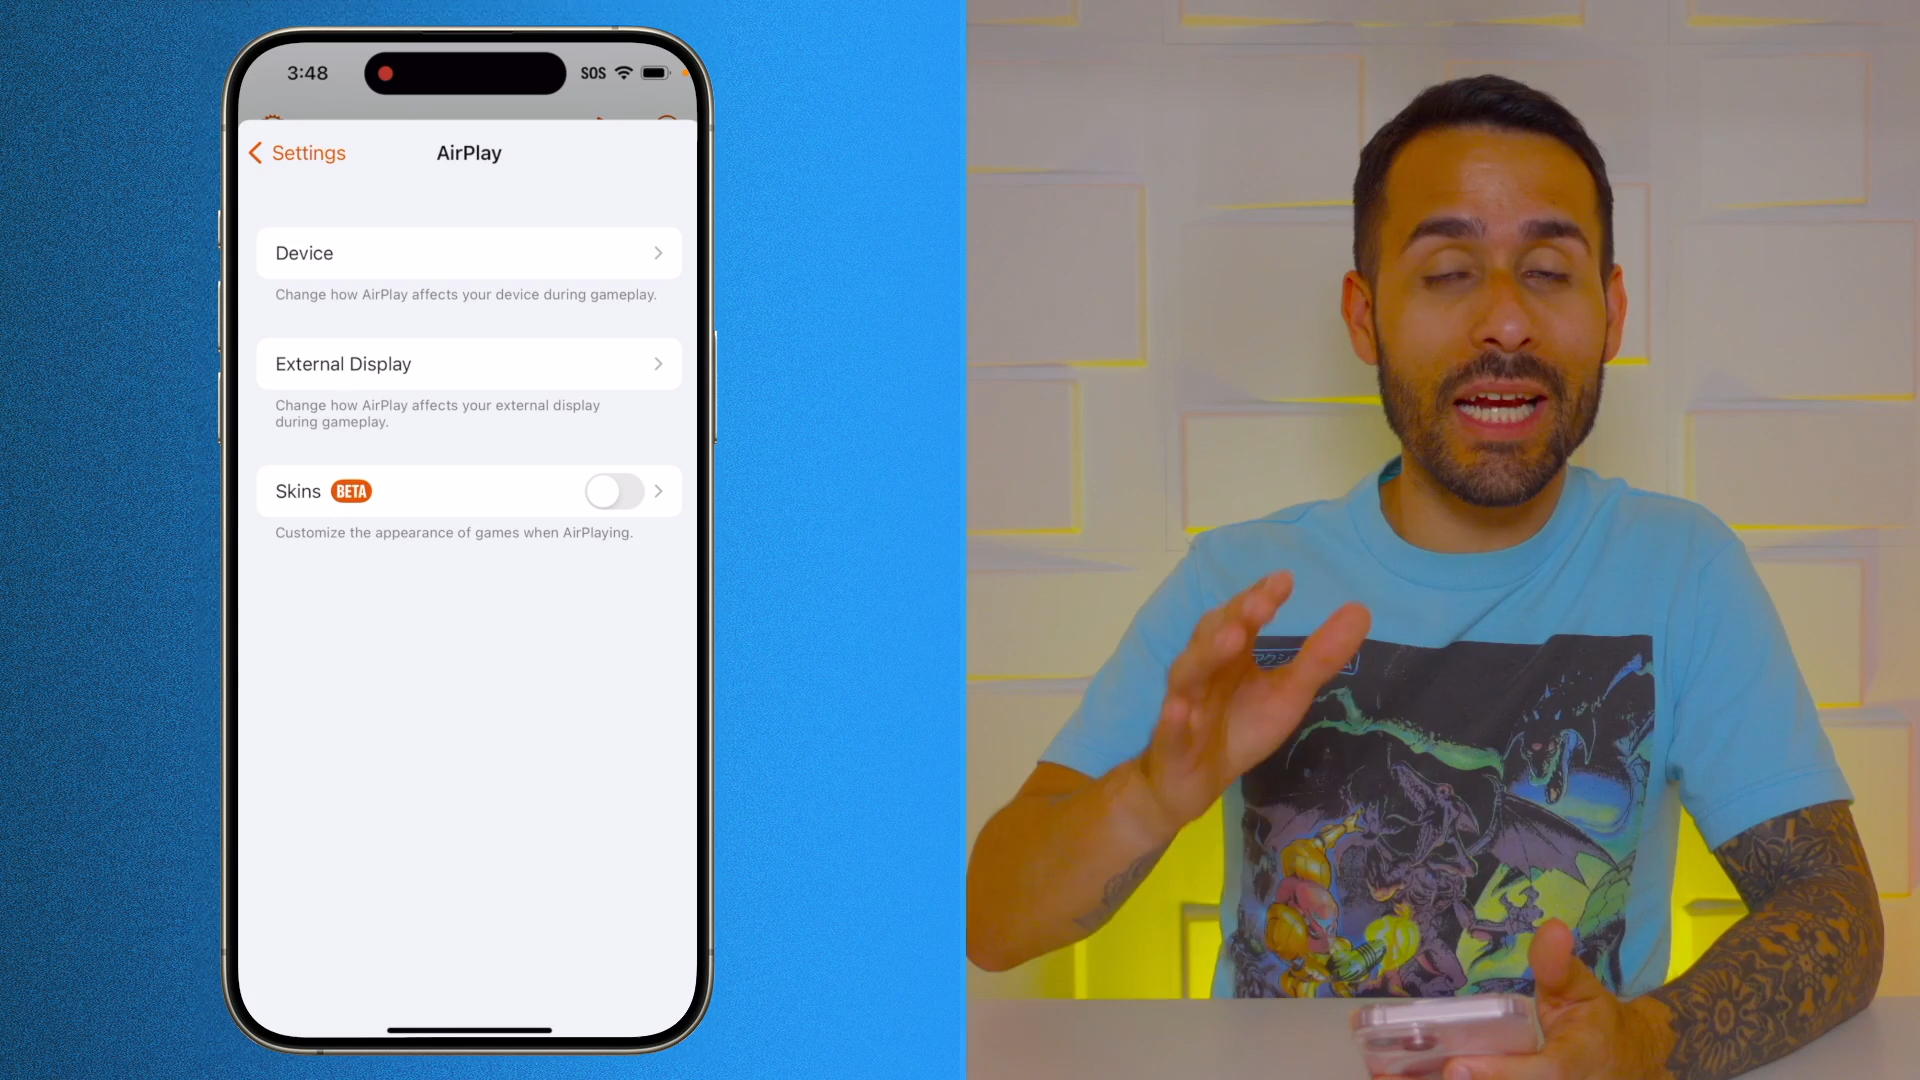 3:48
SOS
Settings
AirPlay
Device
Change how AirPlay affects your device during gameplay.
External Display
Change how AirPlay affects your external display
during gameplay.
Skins BETA
Customize the appearance of games when AirPlaying.